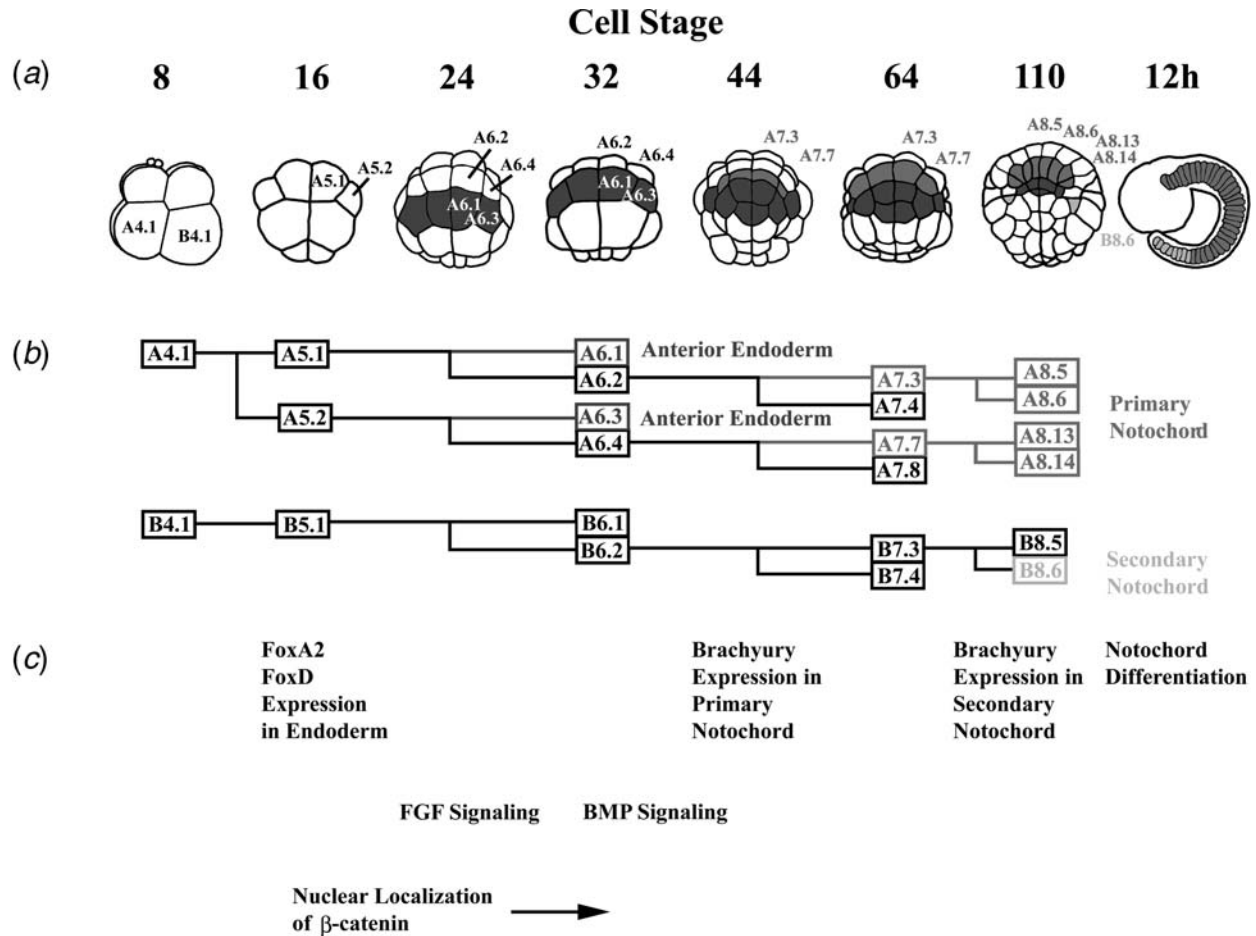 Cell Stage
(a)
8 16 24 32 44 64 110 12h
A4.1
B4.1
A5.1
A5.2
A6.2
A6.4
A6.1
A6.3
A6.2
A6.4
A6.1
A6.3
A7.3
A7.7
A7.3
A7.7
A8.5
A8.6
A8.13
A8.14
B8.6
(b)
A4.1 A5.1 A6.1 Anterior Endoderm
A6.2 A7.3 A8.5
A7.4 A8.6
A5.2 A6.3 Anterior Endoderm
A6.4 A7.7 A8.13
A7.8 A8.14
Primary
Notochord
B4.1 B5.1 B6.1
B6.2 B7.3 B8.5
B7.4 B8.6
Secondary
Notochord
(c)
FoxA2
FoxD
Expression
in Endoderm
Brachyury
Expression in
Primary
Notochord
Brachyury
Expression in
Secondary
Notochord
Notochord
Differentiation
FGF Signaling
BMP Signaling
Nuclear Localization
of β-catenin